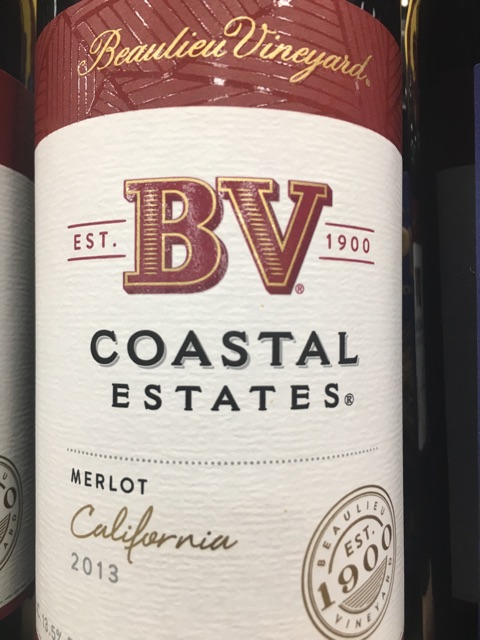 Beaulieu Vineyard®
EST. BV® 1900
COASTAL
ESTATES®
MERLOT
California
2013
BEAULIEU
EST.
1900
VINEYARD